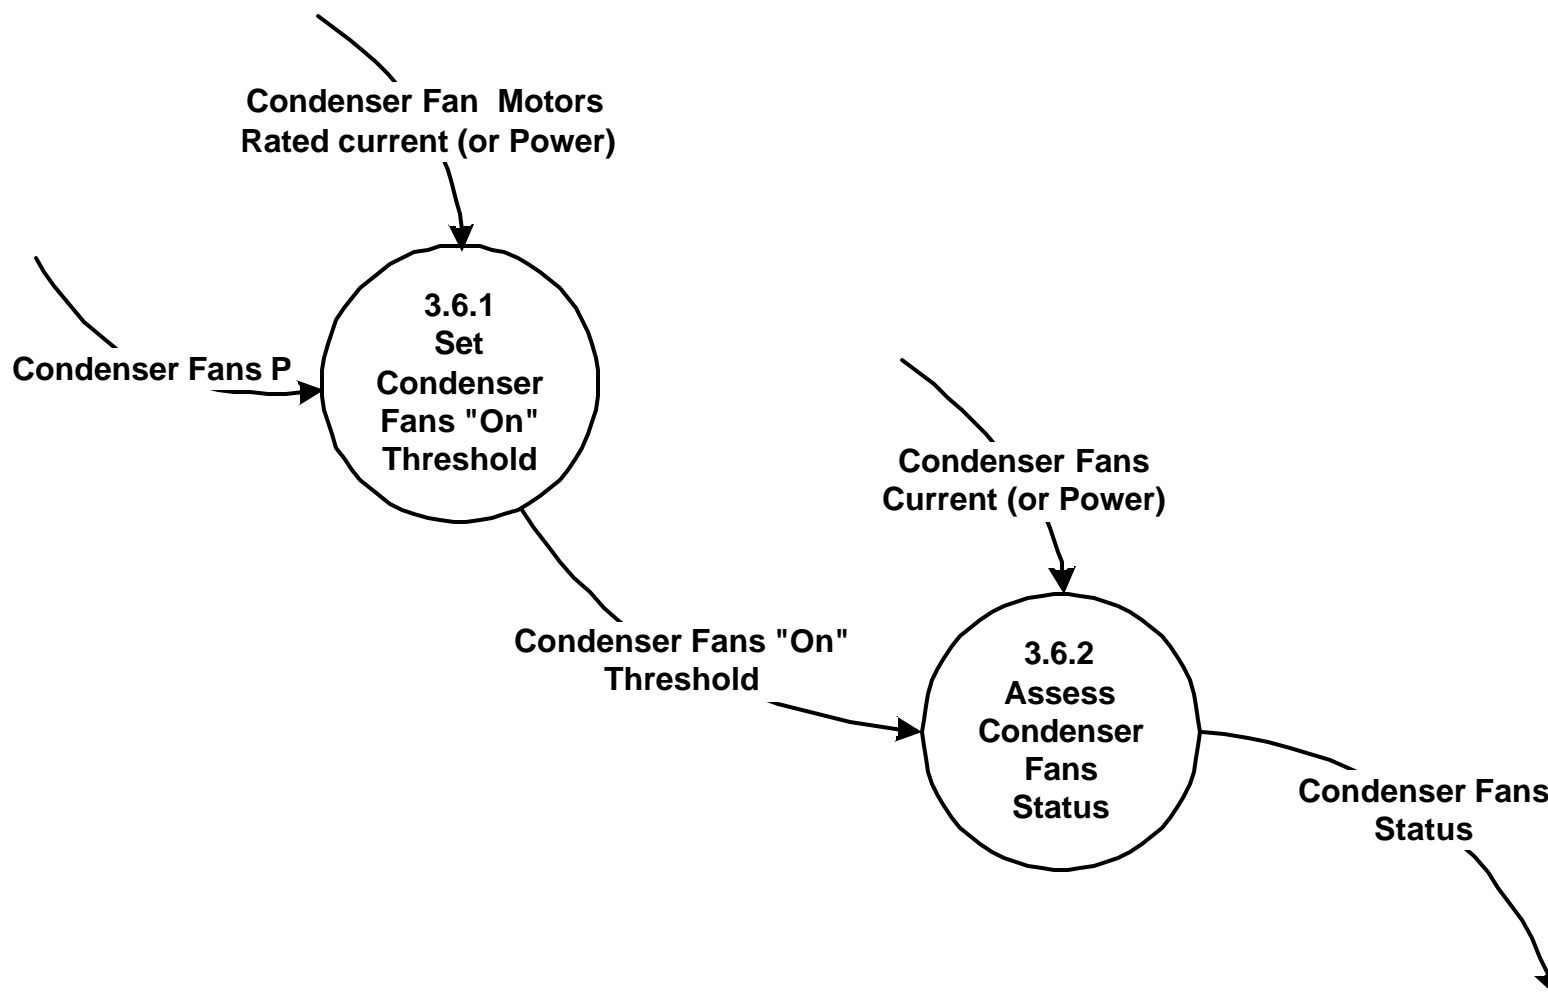 Condenser Fan  Motors
Rated current (or Power)
3.6.1
Set
Condenser
Fans "On"
Threshold
Condenser Fans P
Condenser Fans
Current (or Power)
Condenser Fans "On"
Threshold
3.6.2
Assess
Condenser
Fans
Status
Condenser Fans
Status